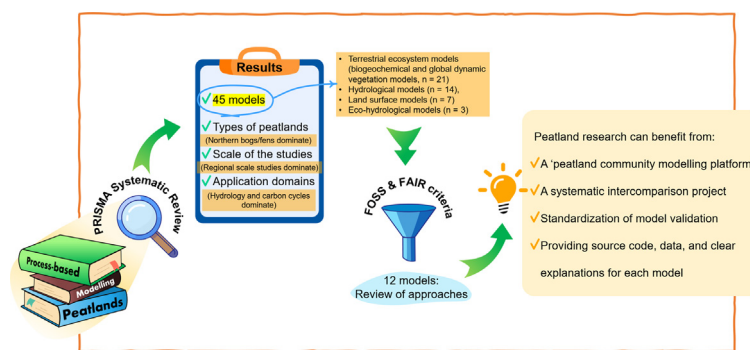 Process-based
Modelling
Peatlands
PRISMA Systematic Review
Results
✓45 models
✓Types of peatlands
(Northern bogs/fens dominate)
✓Scale of the studies
(Regional scale studies dominate)
✓Application domains
(Hydrology and carbon cycles
dominate)
• Terrestrial ecosystem models
(biogeochemical and global dynamic
vegetation models, n = 21)
• Hydrological models (n = 14),
• Land surface models (n = 7)
• Eco-hydrological models (n = 3)
FOSS & FAIR criteria
12 models:
Review of approaches
Peatland research can benefit from:
✓A 'peatland community modelling platform
✓A systematic intercomparison project
✓Standardization of model validation
✓Providing source code, data, and clear
explanations for each model